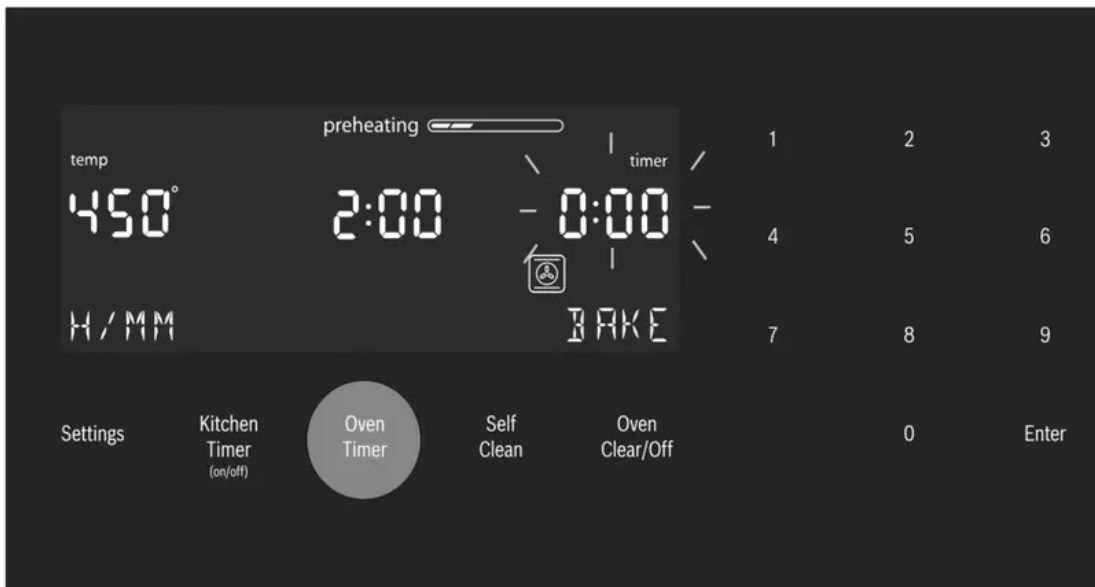 preheating
temp
timer
450°
2:00
0:00
H/MM
BAKE
1 2 3
4 5 6
7 8 9
0 Enter
Settings
Kitchen
Timer
(on/off)
Oven
Timer
Self
Clean
Oven
Clear/Off